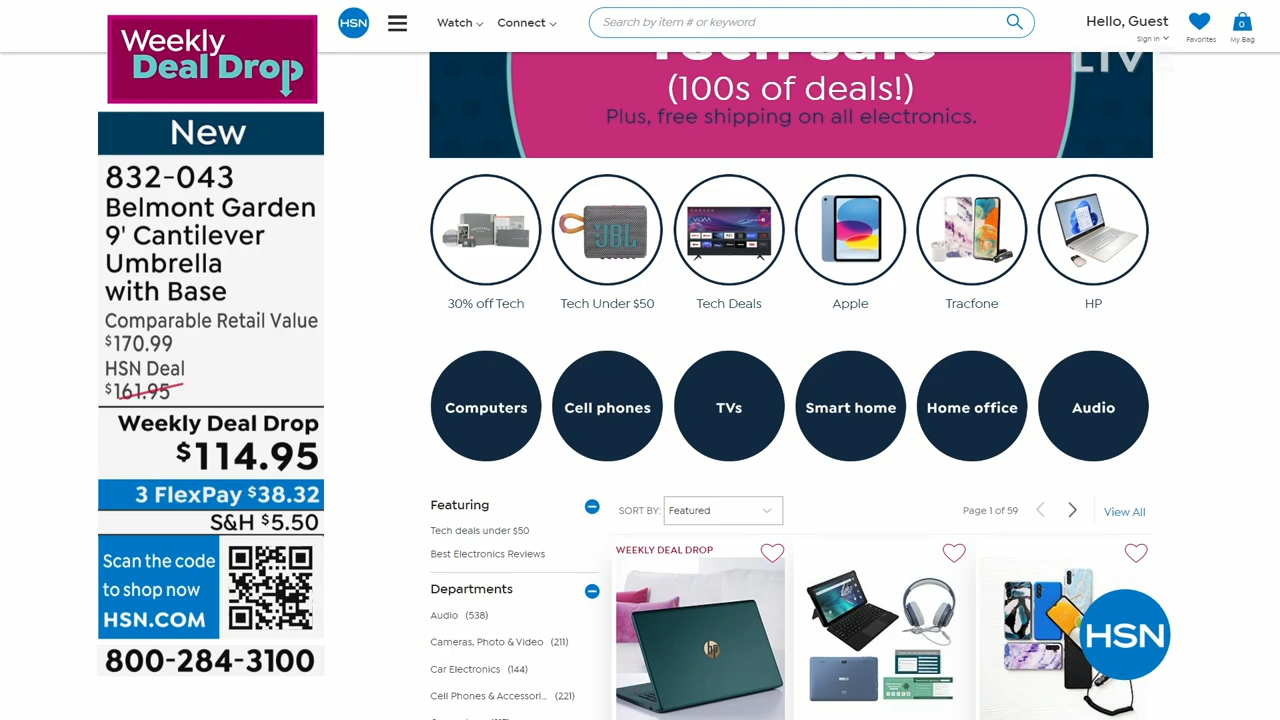 Weekly
Deal Drop
New
832-043
Belmont Garden
9' Cantilever
Umbrella
with Base
Comparable Retail Value
$170.99
HSN Deal
$161.95
Weekly Deal Drop
$114.95
3 FlexPay $38.32
S&H $5.50
Scan the code
to shop now
HSN.COM
800-284-3100
HSN
Watch
Connect
Search by item # or keyword
Hello, Guest
Sign In
Favorites
0
My Bag
LIVE
Tech Sale
(100s of deals!)
Plus, free shipping on all electronics.
JBL
30% off Tech
Tech Under $50
Tech Deals
Apple
Tracfone
HP
Computers
Cell phones
TVs
Smart home
Home office
Audio
Featuring
Tech deals under $50
Best Electronics Reviews
Departments
Audio (538)
Cameras, Photo & Video (211)
Car Electronics (144)
Cell Phones & Accessori... (221)
SORT BY: Featured
Page 1 of 59
View All
WEEKLY DEAL DROP
hp
HSN